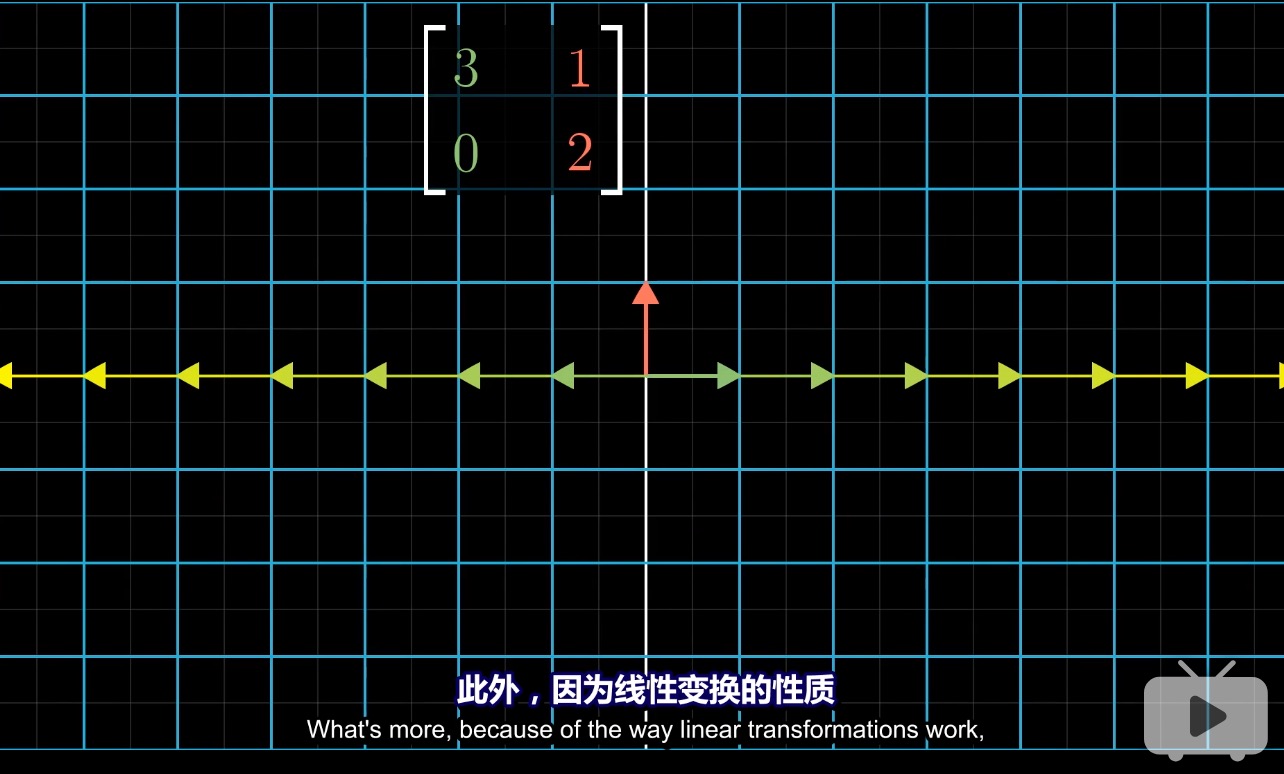 3 1
0 2
此外，因为线性变换的性质
What's more, because of the way linear transformations work,